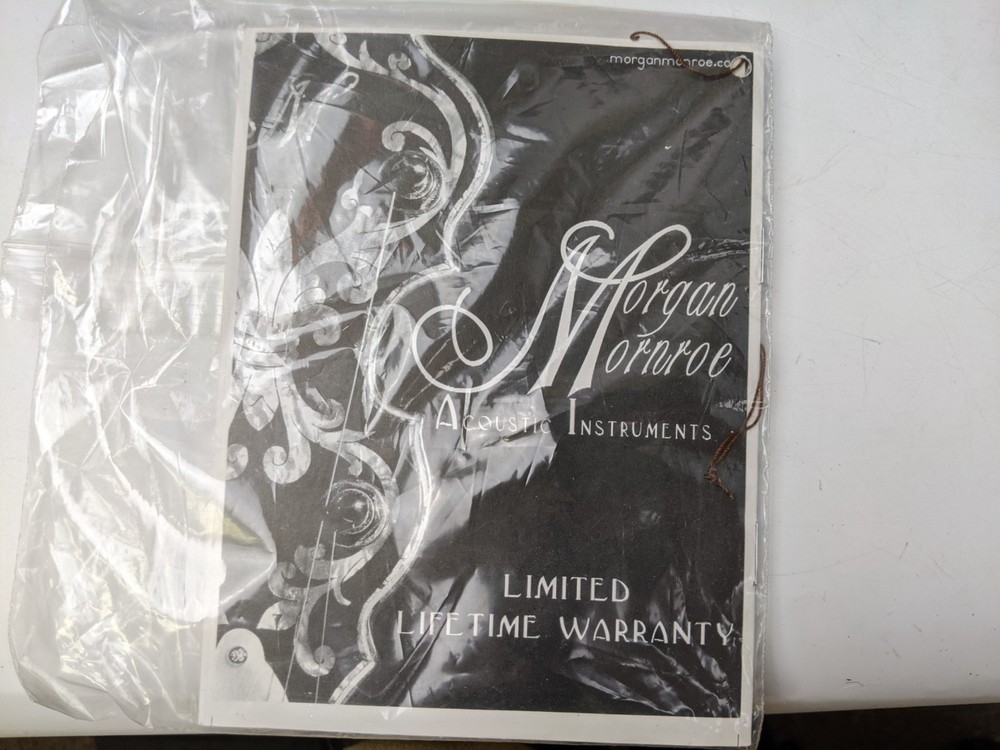 morganmonroe.co
Morgan
Monroe
Acoustic Instruments
LIMITED
LIFETIME WARRANTY